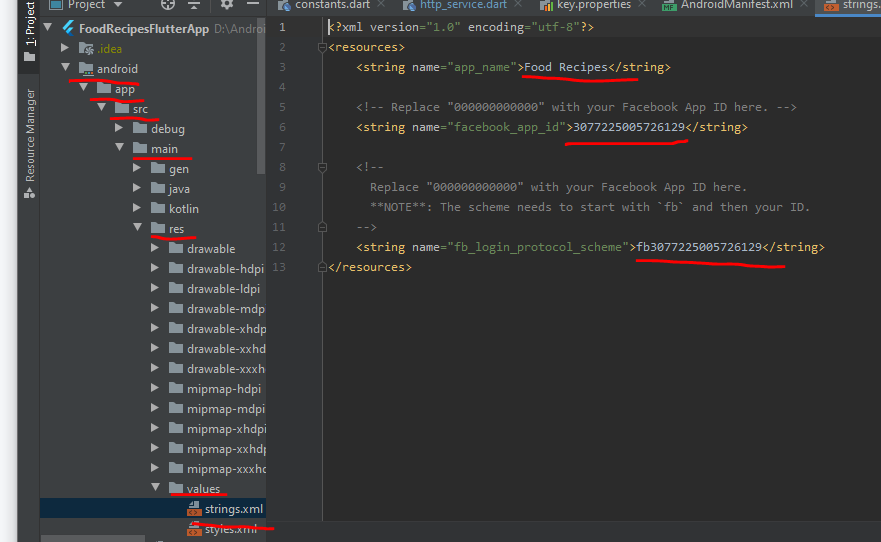 1: Project
Resource Manager
Project
constants.dart
http_service.dart
key.properties
AndroidManifest.xml
strings.
FoodRecipesFlutterApp D:\Androi
.idea
android
app
src
debug
main
gen
java
kotlin
res
drawable
drawable-hdpi
drawable-ldpi
drawable-mdp
drawable-xhdp
drawable-xxhd
drawable-xxxh
mipmap-hdpi
mipmap-mdpi
mipmap-xhdpi
mipmap-xxhdp
mipmap-xxxhd
values
strings.xml
styles.xml
1 <?xml version="1.0" encoding="utf-8"?>
2 <resources>
3 <string name="app_name">Food Recipes</string>
4
5 <!-- Replace "000000000000" with your Facebook App ID here. -->
6 <string name="facebook_app_id">3077225005726129</string>
7
8 <!--
9 Replace "000000000000" with your Facebook App ID here.
10 **NOTE**: The scheme needs to start with `fb` and then your ID.
11 -->
12 <string name="fb_login_protocol_scheme">fb3077225005726129</string>
13 </resources>